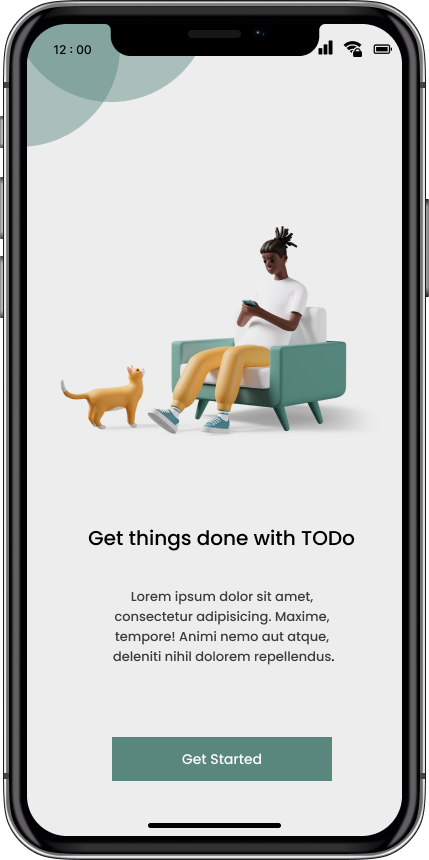 12 : 00
Get things done with TODo
Lorem ipsum dolor sit amet,
consectetur adipisicing. Maxime,
tempore! Animi nemo aut atque,
deleniti nihil dolorem repellendus.
Get Started